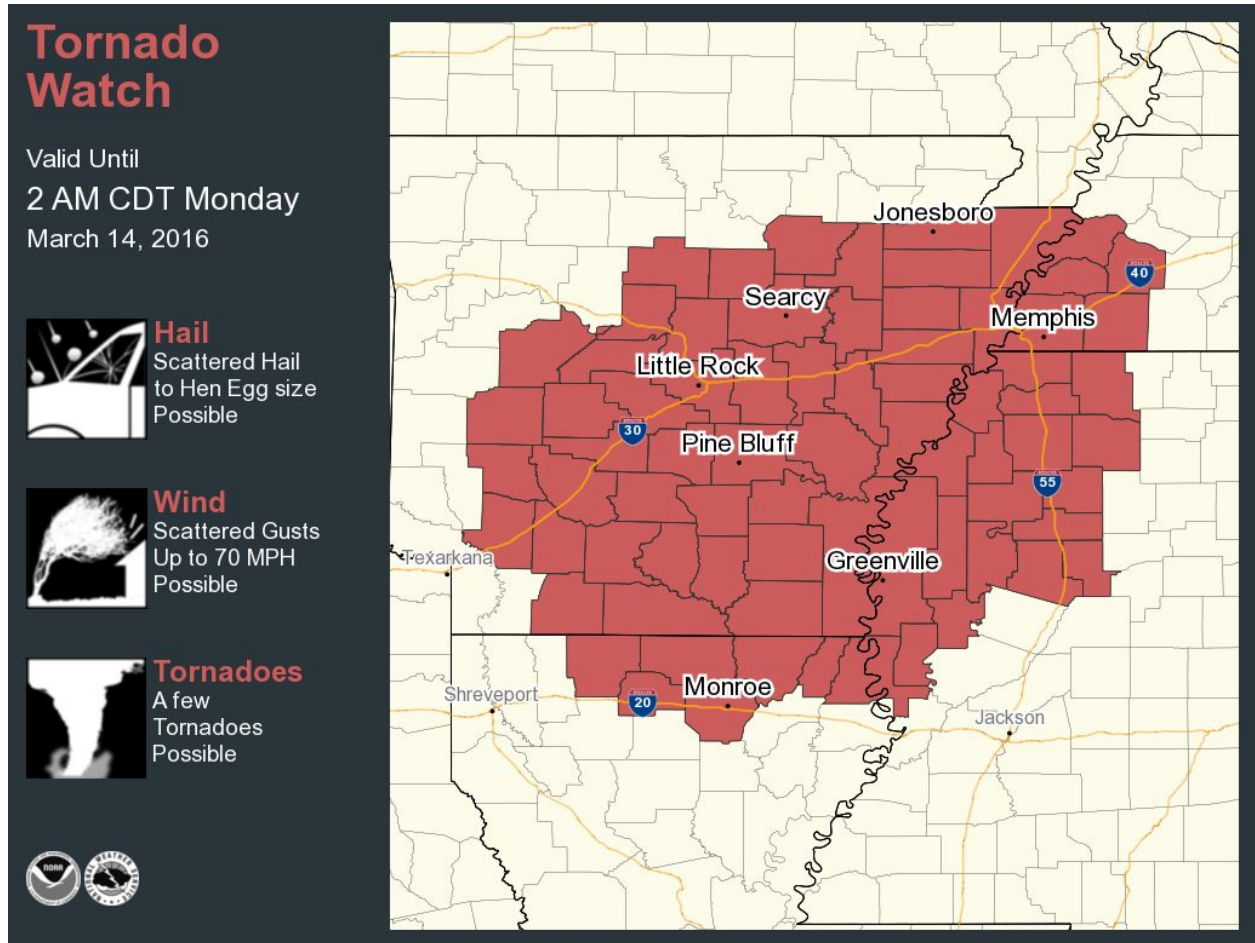 Tornado
Watch
Valid Until
2 AM CDT Monday
March 14, 2016
Hail
Scattered Hail
to Hen Egg size
Possible
Wind
Scattered Gusts
Up to 70 MPH
Possible
Tornadoes
A few
Tornadoes
Possible
NOAA
Jonesboro
40
Searcy
Memphis
Little Rock
30
Pine Bluff
55
Texarkana
Greenville
Shreveport
20
Monroe
Jackson